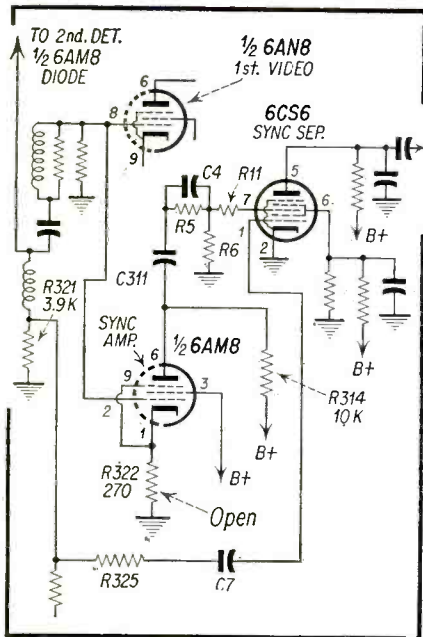 TO 2nd. DET.
½ 6AM8
DIODE
½ 6AN8
1st. VIDEO
6
8
9
6CS6
SYNC SEP.
C4
R11
5
7
6
R5
1
R6
2
B+
C311
R321
3.9K
SYNC
AMP.
½ 6AM8
B+
6
9
3
2
1
R314
10K
B+
B+
R322
270
Open
R325
C7